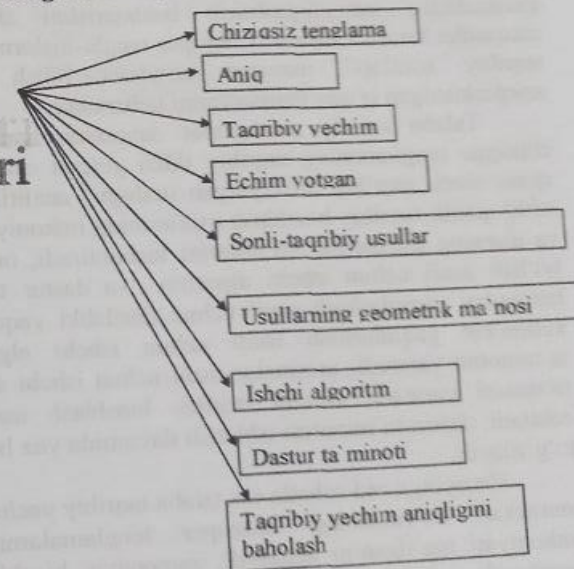 Chiziqsiz tenglama
Aniq
Taqribiy yechim
ri
Echim yotgan
Sonli-taqribiy usullar
Usullarning geometrik ma`nosi
Ishchi algoritm
Dastur ta`minoti
Taqribiy yechim aniqligini
baholash